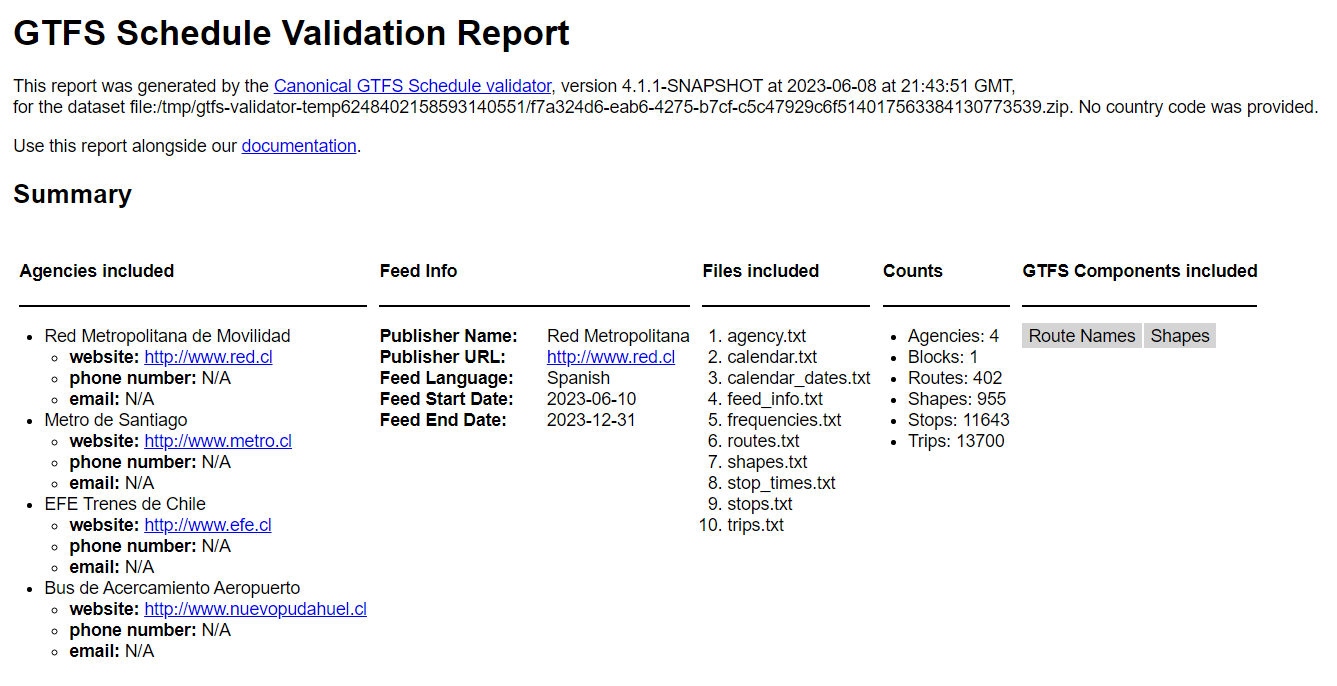 GTFS Schedule Validation Report
This report was generated by the Canonical GTFS Schedule validator, version 4.1.1-SNAPSHOT at 2023-06-08 at 21:43:51 GMT,
for the dataset file:/tmp/gtfs-validator-temp6248402158593140551/f7a324d6-eab6-4275-b7cf-c5c47929c6f5140175633841307​73539.zip. No country code was provided.
Use this report alongside our documentation.
Summary
Agencies included
Red Metropolitana de Movilidad
website: http://www.red.cl
phone number: N/A
email: N/A
Metro de Santiago
website: http://www.metro.cl
phone number: N/A
email: N/A
EFE Trenes de Chile
website: http://www.efe.cl
phone number: N/A
email: N/A
Bus de Acercamiento Aeropuerto
website: http://www.nuevopudahuel.cl
phone number: N/A
email: N/A
Feed Info
Publisher Name: Red Metropolitana
Publisher URL: http://www.red.cl
Feed Language: Spanish
Feed Start Date: 2023-06-10
Feed End Date: 2023-12-31
Files included
1. agency.txt
2. calendar.txt
3. calendar_dates.txt
4. feed_info.txt
5. frequencies.txt
6. routes.txt
7. shapes.txt
8. stop_times.txt
9. stops.txt
10. trips.txt
Counts
Agencies: 4
Blocks: 1
Routes: 402
Shapes: 955
Stops: 11643
Trips: 13700
GTFS Components included
Route Names Shapes